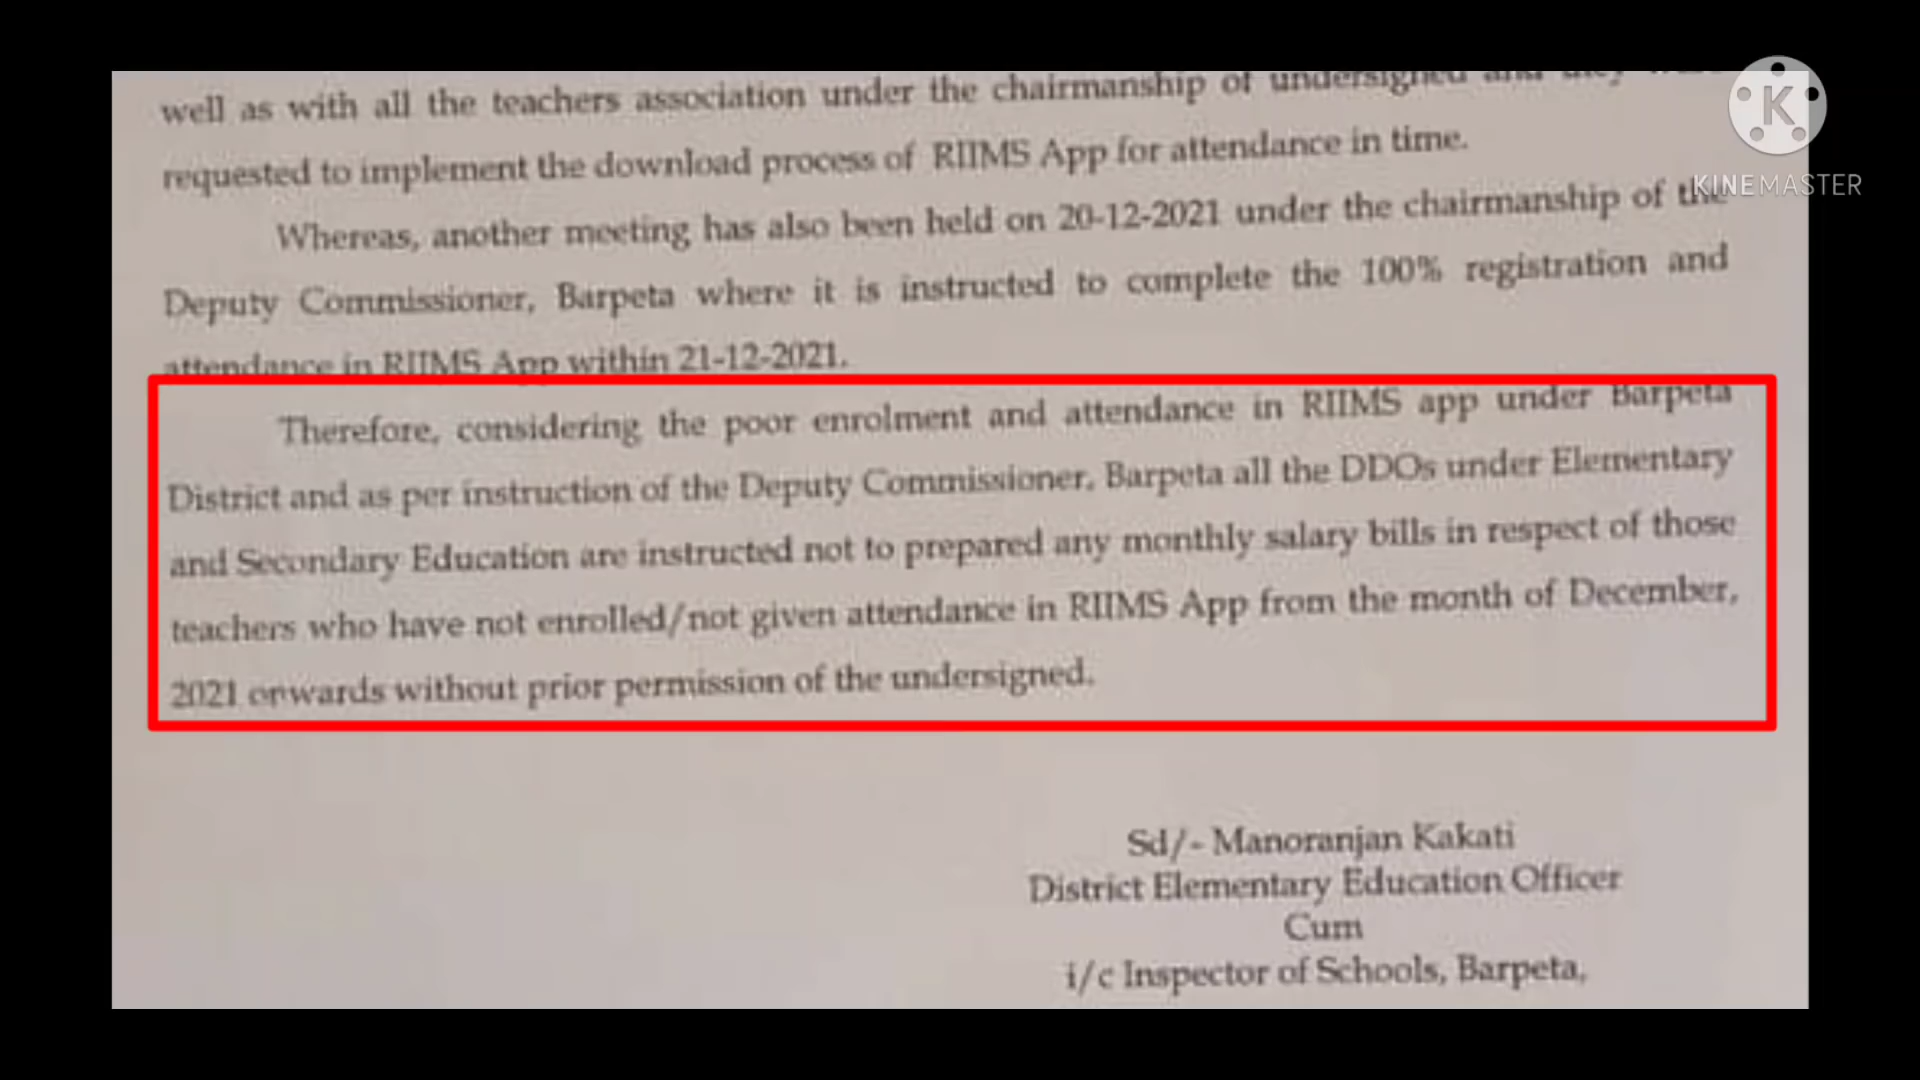 well as with all the teachers association under the chairmanship of undersigned and they
requested to implement the download process of RIIMS App for attendance in time.
Whereas, another meeting has also been held on 20-12-2021 under the chairmanship of the
Deputy Commissioner, Barpeta where it is instructed to complete the 100% registration and
attendance in RIIMS App within 21-12-2021.
Therefore, considering the poor enrolment and attendance in RIIMS app under Barpeta
District and as per instruction of the Deputy Commissioner, Barpeta all the DDOs under Elementary
and Secondary Education are instructed not to prepared any monthly salary bills in respect of those
teachers who have not enrolled/not given attendance in RIIMS App from the month of December,
2021 onwards without prior permission of the undersigned.
Sd/- Manoranjan Kakati
District Elementary Education Officer
Cum
i/c Inspector of Schools, Barpeta,
K
KINEMASTER